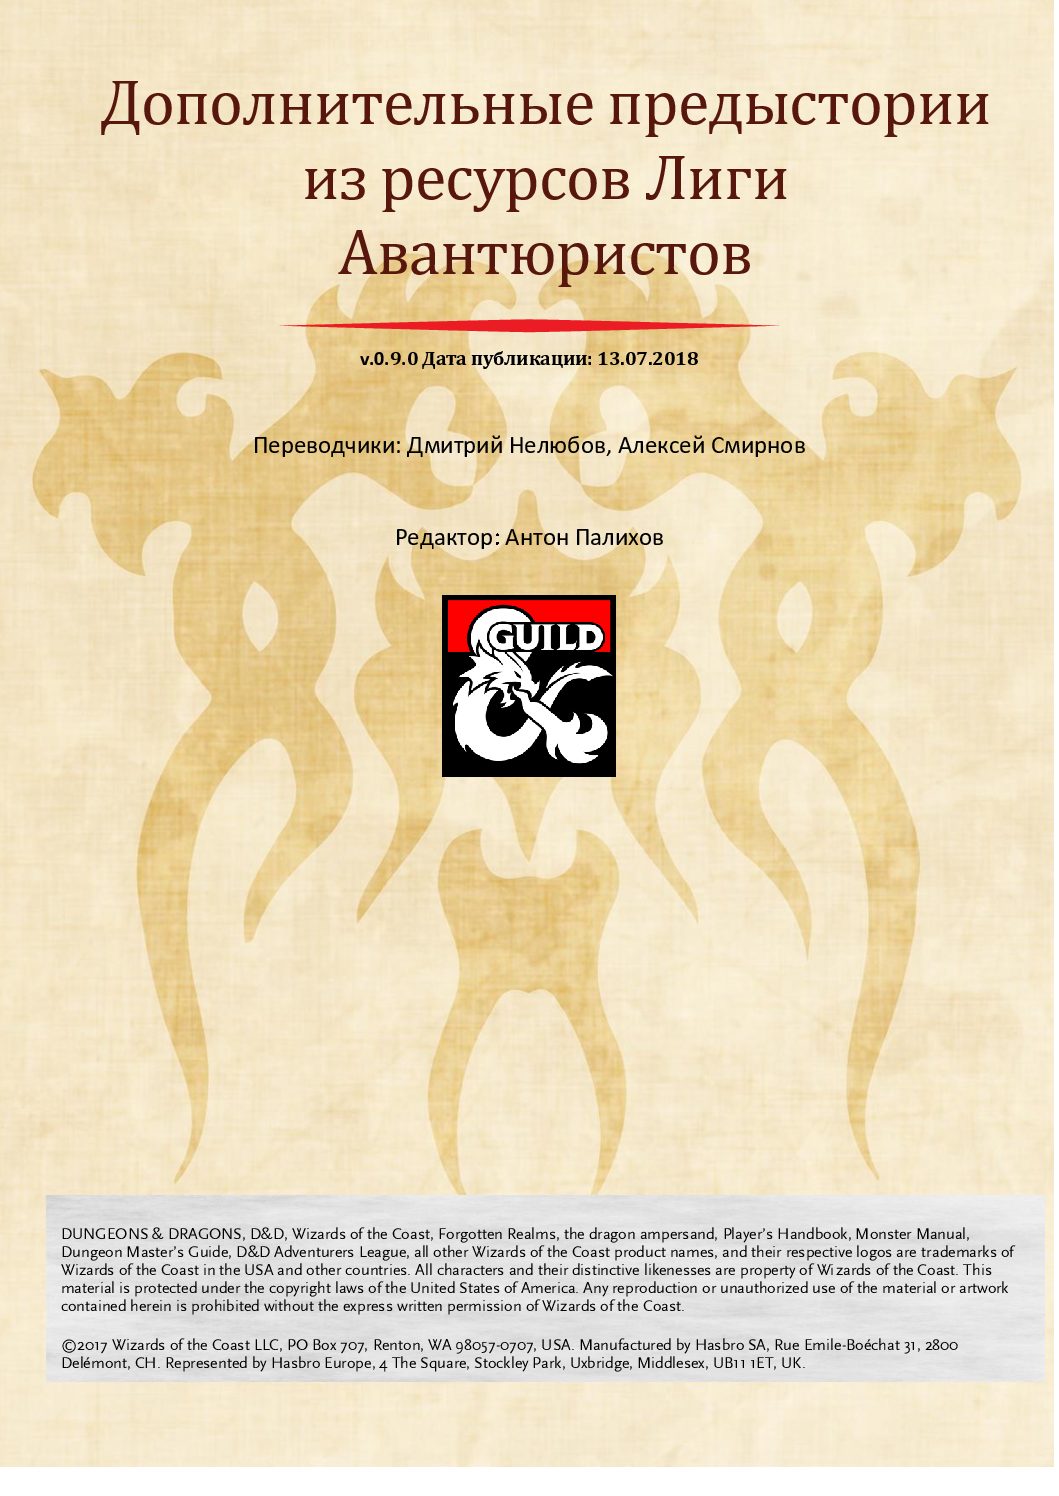 Дополнительные предыстории
из ресурсов Лиги
Авантюристов
v.0.9.0 Дата публикации: 13.07.2018
Переводчики: Дмитрий Нелюбов, Алексей Смирнов
Редактор: Антон Палихов
GUILD
DUNGEONS & DRAGONS, D&D, Wizards of the Coast, Forgotten Realms, the dragon ampersand, Player’s Handbook, Monster Manual,
Dungeon Master’s Guide, D&D Adventurers League, all other Wizards of the Coast product names, and their respective logos are trademarks of
Wizards of the Coast in the USA and other countries. All characters and their distinctive likenesses are property of Wizards of the Coast. This
material is protected under the copyright laws of the United States of America. Any reproduction or unauthorized use of the material or artwork
contained herein is prohibited without the express written permission of Wizards of the Coast.
©2017 Wizards of the Coast LLC, PO Box 707, Renton, WA 98057-0707, USA. Manufactured by Hasbro SA, Rue Emile-Boéchat 31, 2800
Delémont, CH. Represented by Hasbro Europe, 4 The Square, Stockley Park, Uxbridge, Middlesex, UB11 1ET, UK.